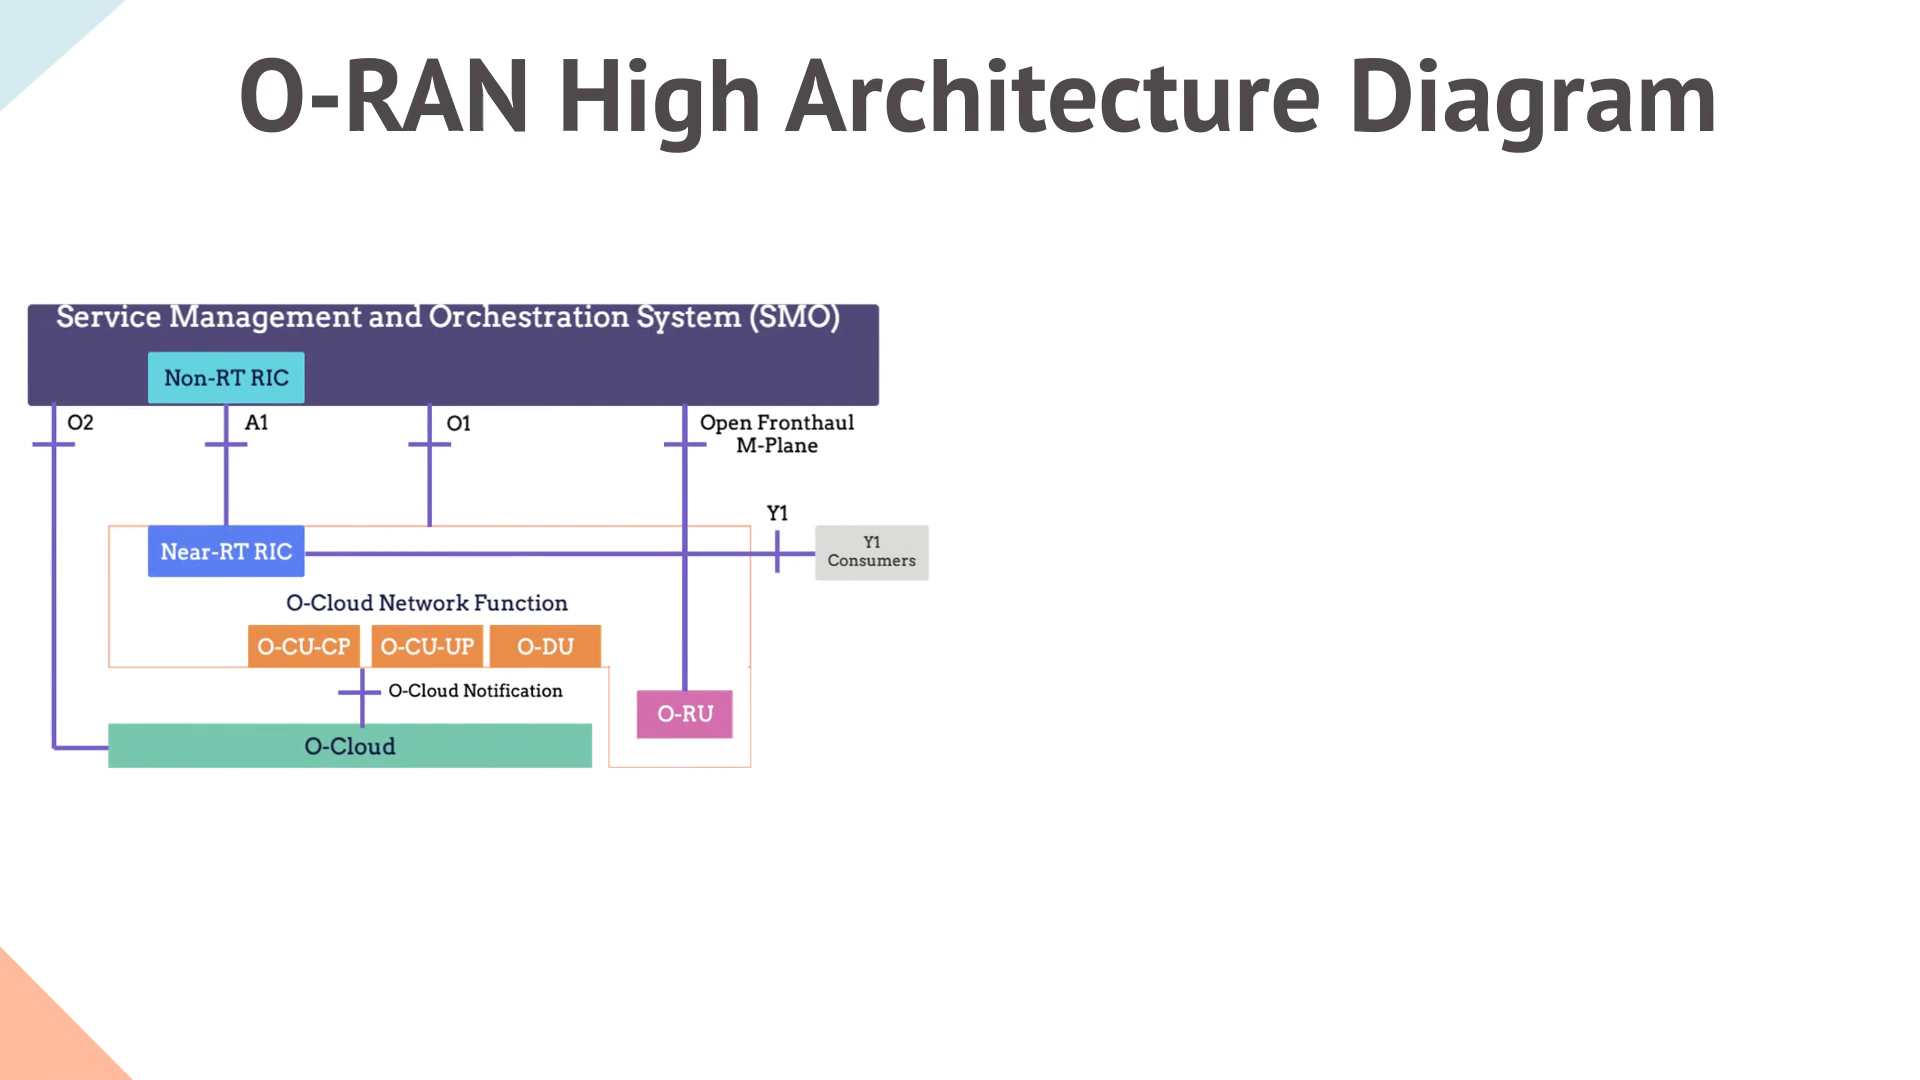 O-RAN High Architecture Diagram
Service Management and Orchestration System (SMO)
Non-RT RIC
O2
A1
O1
Open Fronthaul
M-Plane
Y1
Near-RT RIC
Y1
Consumers
O-Cloud Network Function
O-CU-CP
O-CU-UP
O-DU
O-Cloud Notification
O-RU
O-Cloud